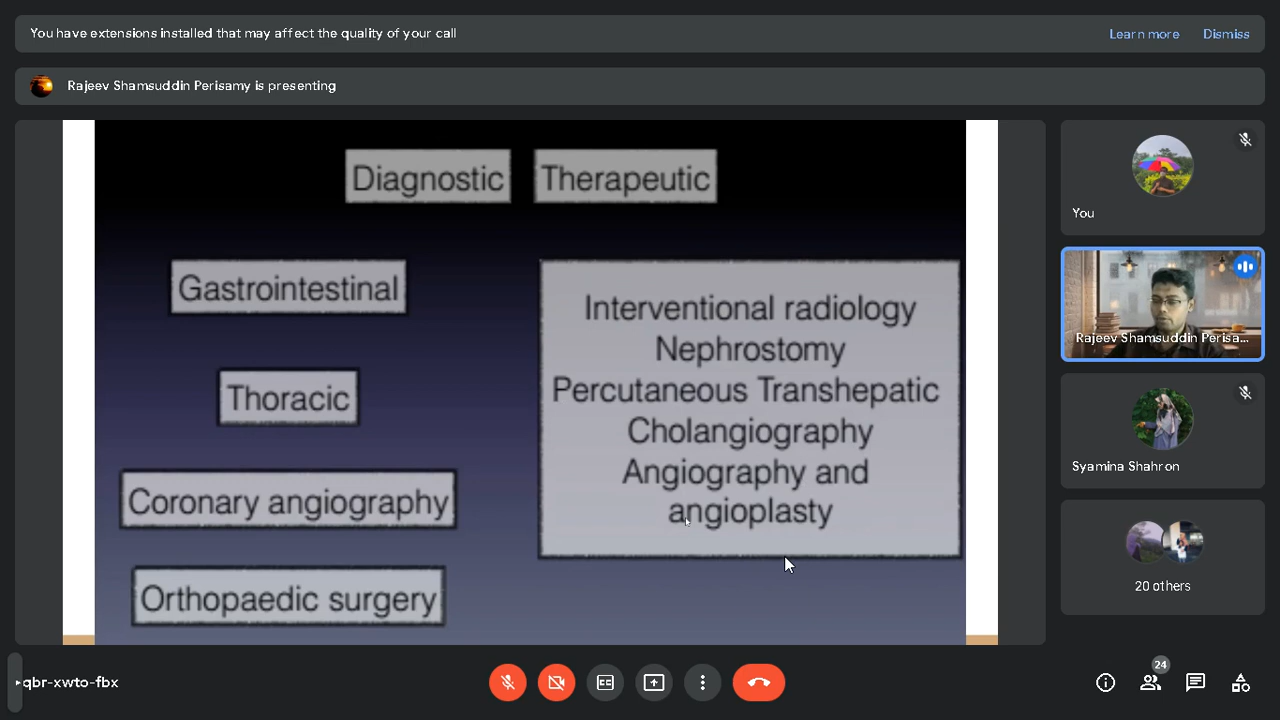 You have extensions installed that may affect the quality of your call
Learn more
Dismiss
Rajeev Shamsuddin Perisamy is presenting
Diagnostic
Therapeutic
Gastrointestinal
Thoracic
Coronary angiography
Orthopaedic surgery
Interventional radiology
Nephrostomy
Percutaneous Transhepatic
Cholangiography
Angiography and
angioplasty
You
Rajeev Shamsuddin Perisa...
Syamina Shahron
20 others
qbr-xwto-fbx
24